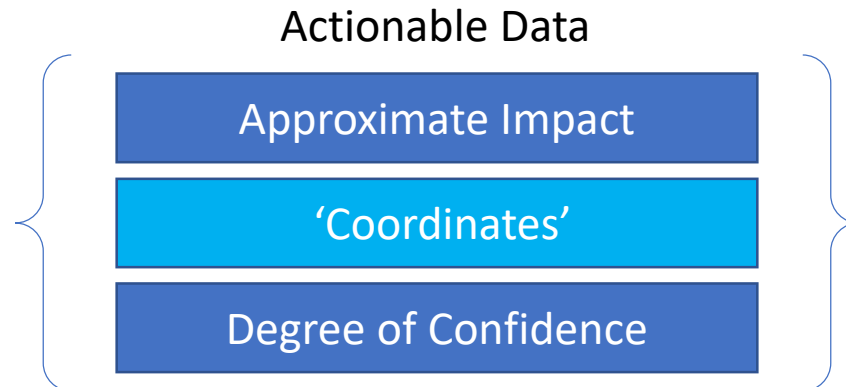 Actionable Data
Approximate Impact
‘Coordinates’
Degree of Confidence